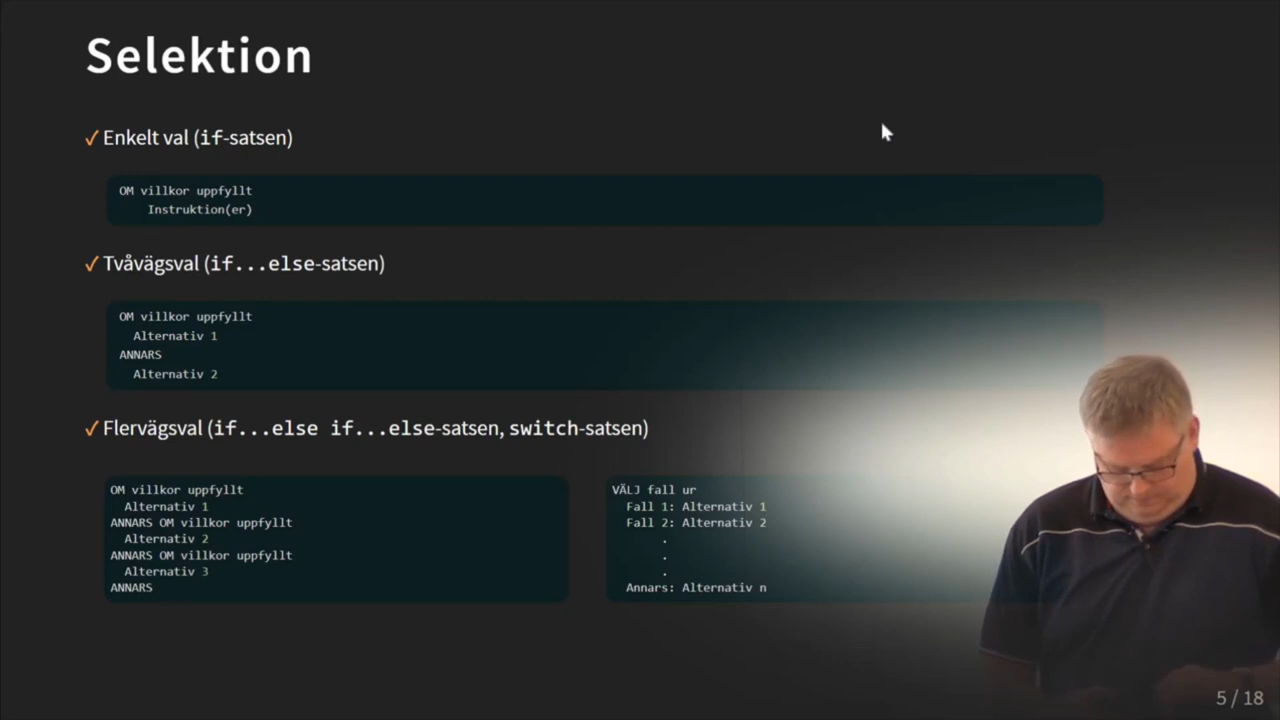 Selektion
✓ Enkelt val (if-satsen)
OM villkor uppfyllt
Instruktion(er)
✓ Tvåvägsval (if...else-satsen)
OM villkor uppfyllt
Alternativ 1
ANNARS
Alternativ 2
✓ Flervägsval (if...else if...else-satsen, switch-satsen)
OM villkor uppfyllt
Alternativ 1
ANNARS OM villkor uppfyllt
Alternativ 2
ANNARS OM villkor uppfyllt
Alternativ 3
ANNARS
VÄLJ fall ur
Fall 1: Alternativ 1
Fall 2: Alternativ 2
.
.
.
Annars: Alternativ n
5 / 18